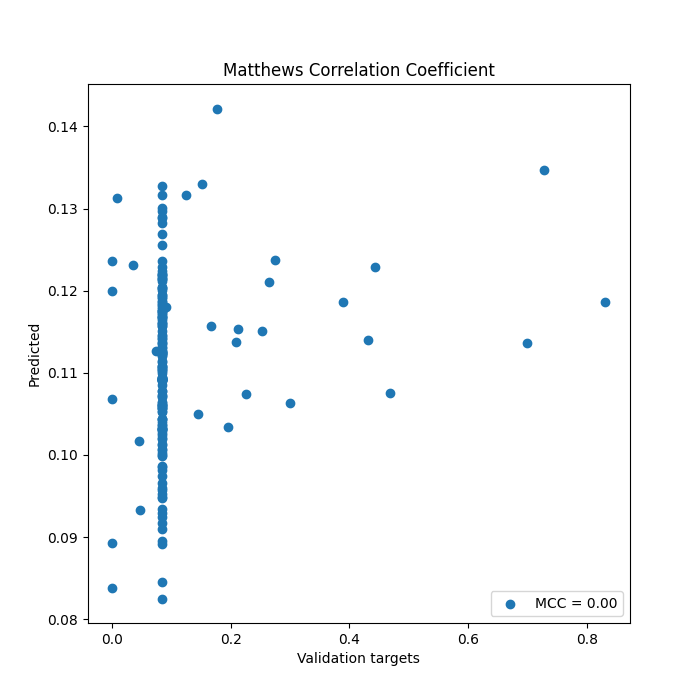 Matthews Correlation Coefficient
0.14
0.13
0.12
0.11
0.10
0.09
0.08
Predicted
MCC = 0.00
0.0 0.2 0.4 0.6 0.8
Validation targets